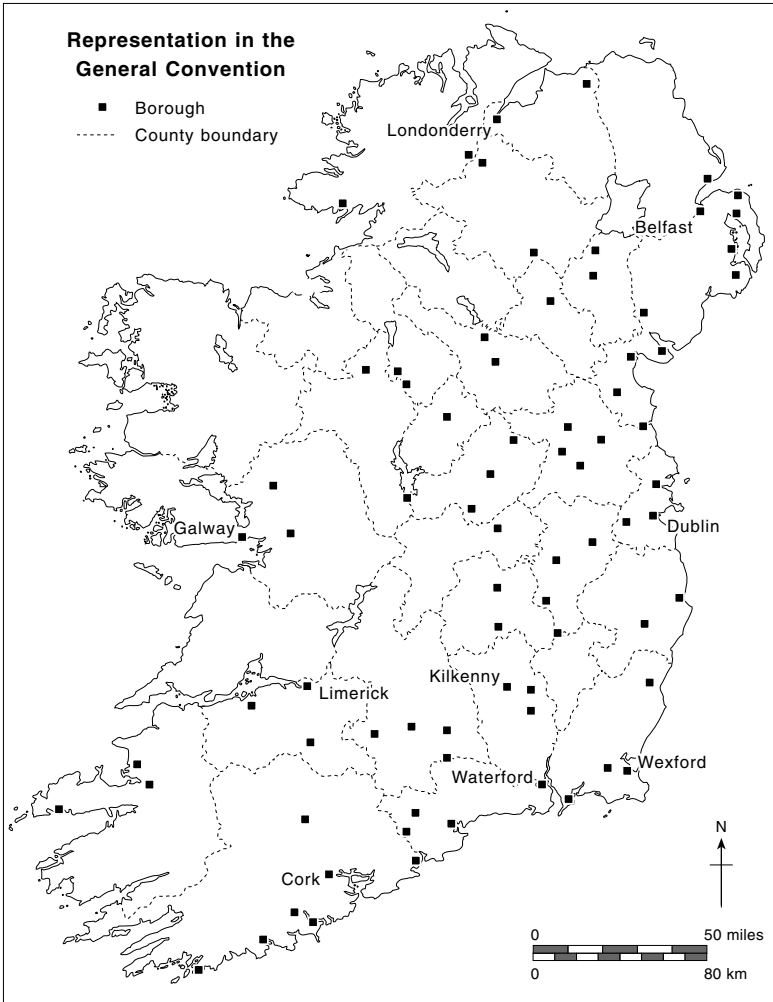 Representation in the
General Convention
Borough
County boundary
Londonderry
Belfast
Galway
Dublin
Limerick
Kilkenny
Waterford
Wexford
Cork
N
0 50 miles
0 80 km